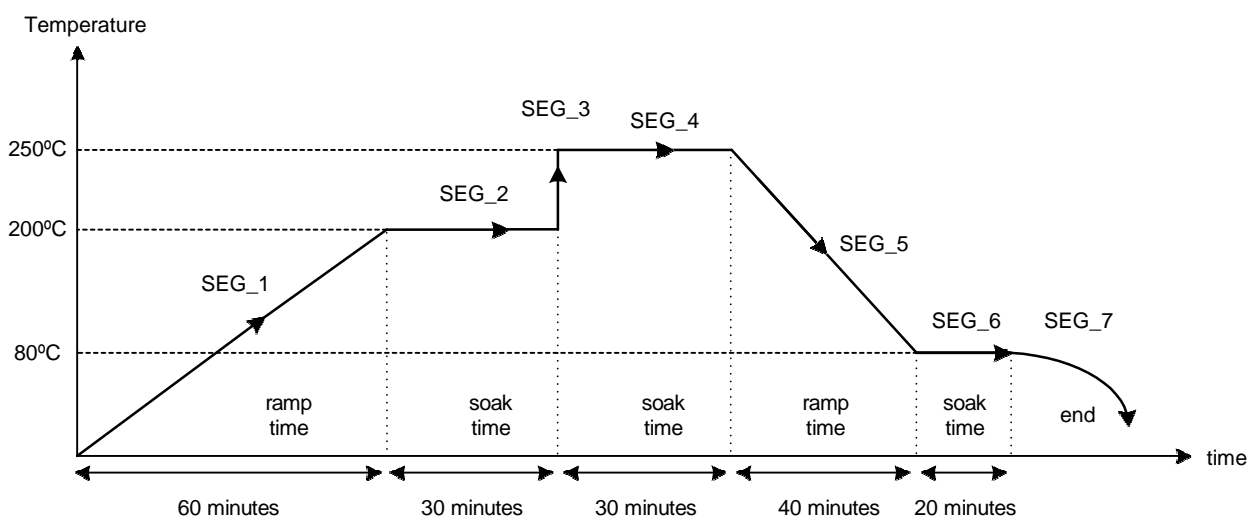 Temperature
SEG_3
SEG_4
250ºC
SEG_2
200ºC
SEG_5
SEG_1
SEG_6
SEG_7
80ºC
ramp
time
soak
time
soak
time
ramp
time
soak
time
end
time
60 minutes
30 minutes
30 minutes
40 minutes
20 minutes